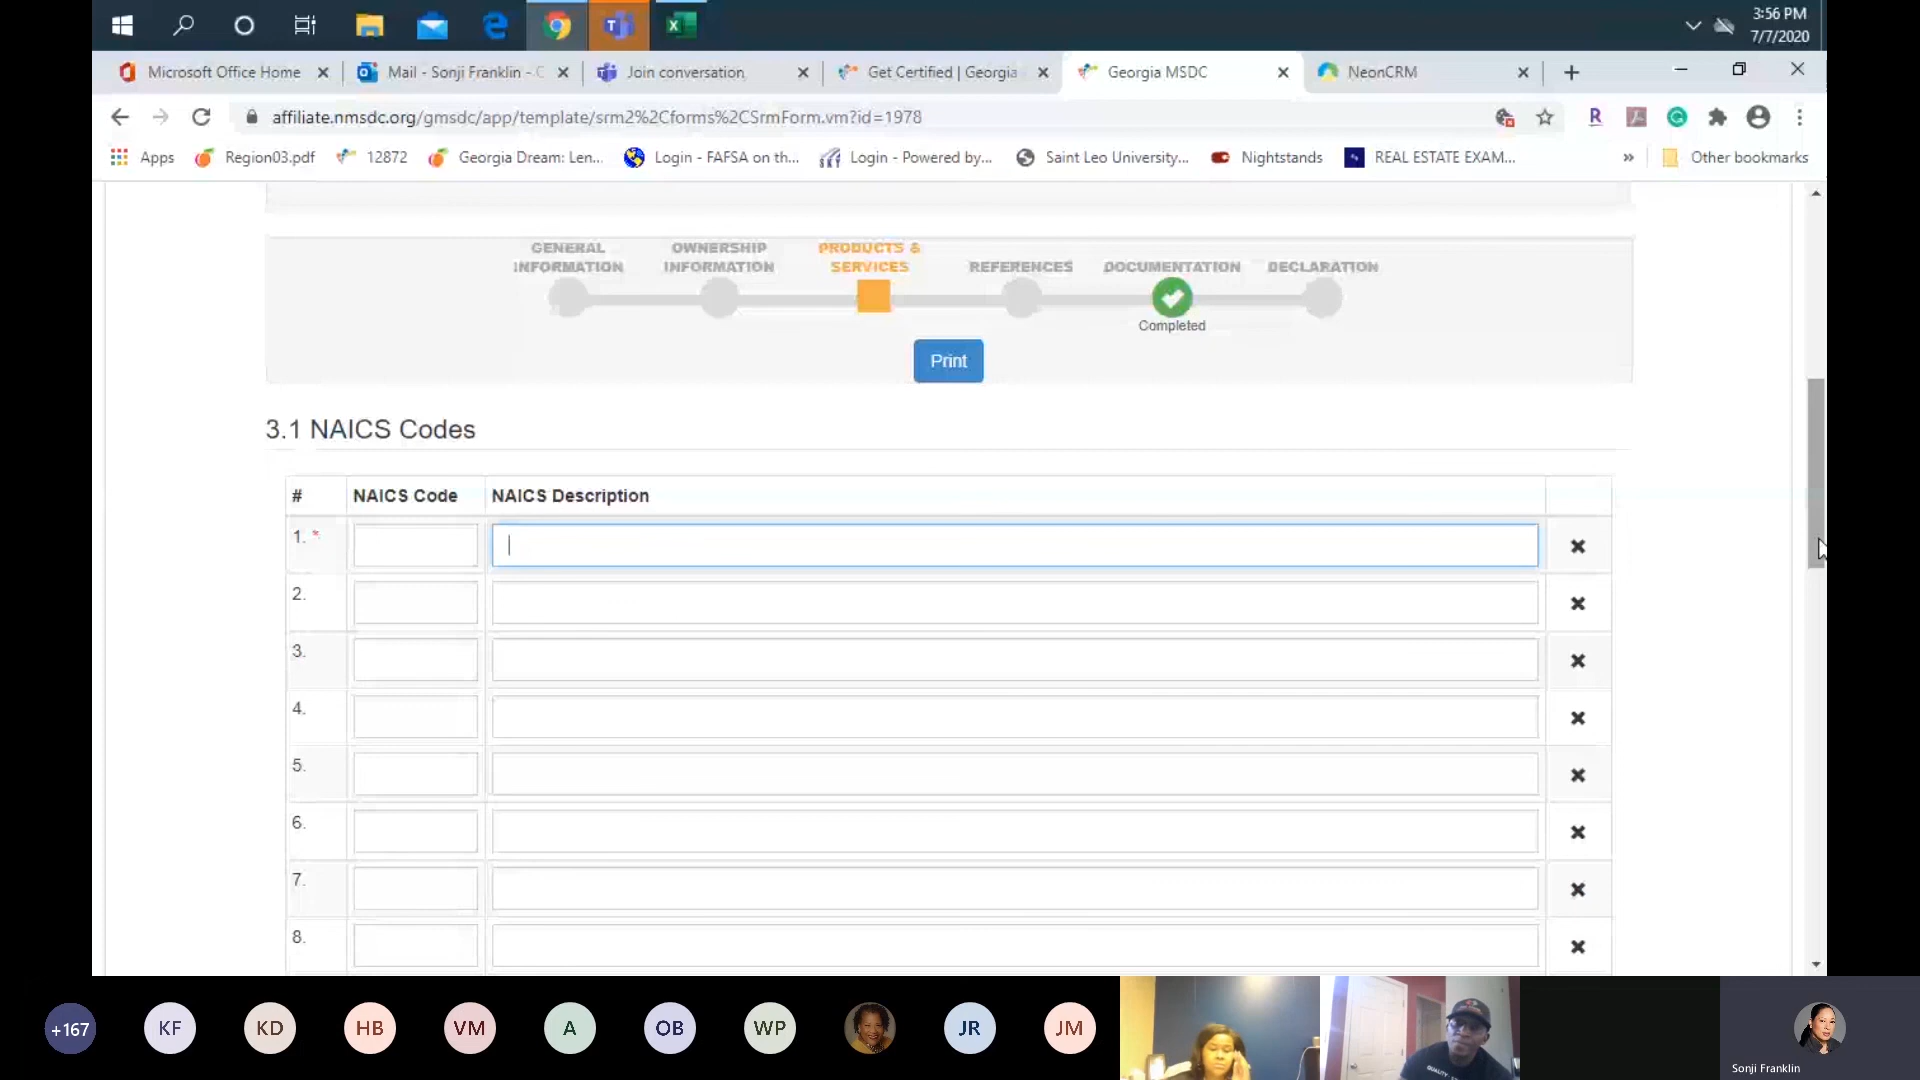 3:56 PM
7/7/2020
Microsoft Office Home
Mail - Sonji Franklin - C
Join conversation
Get Certified | Georgia
Georgia MSDC
NeonCRM
affiliate.nmsdc.org/gmsdc/app/template/srm2%2Cforms%2CSrmForm.vm?id=1978
Apps
Region03.pdf
12872
Georgia Dream: Len...
Login - FAFSA on th...
Login - Powered by...
Saint Leo University...
Nightstands
REAL ESTATE EXAM...
»
Other bookmarks
GENERAL INFORMATION
OWNERSHIP INFORMATION
PRODUCTS & SERVICES
REFERENCES
DOCUMENTATION
DECLARATION
Completed
Print
3.1 NAICS Codes
# NAICS Code NAICS Description
1. *
2.
3.
4.
5.
6.
7.
8.
+167 KF KD HB VM A OB WP JR JM
Sonji Franklin